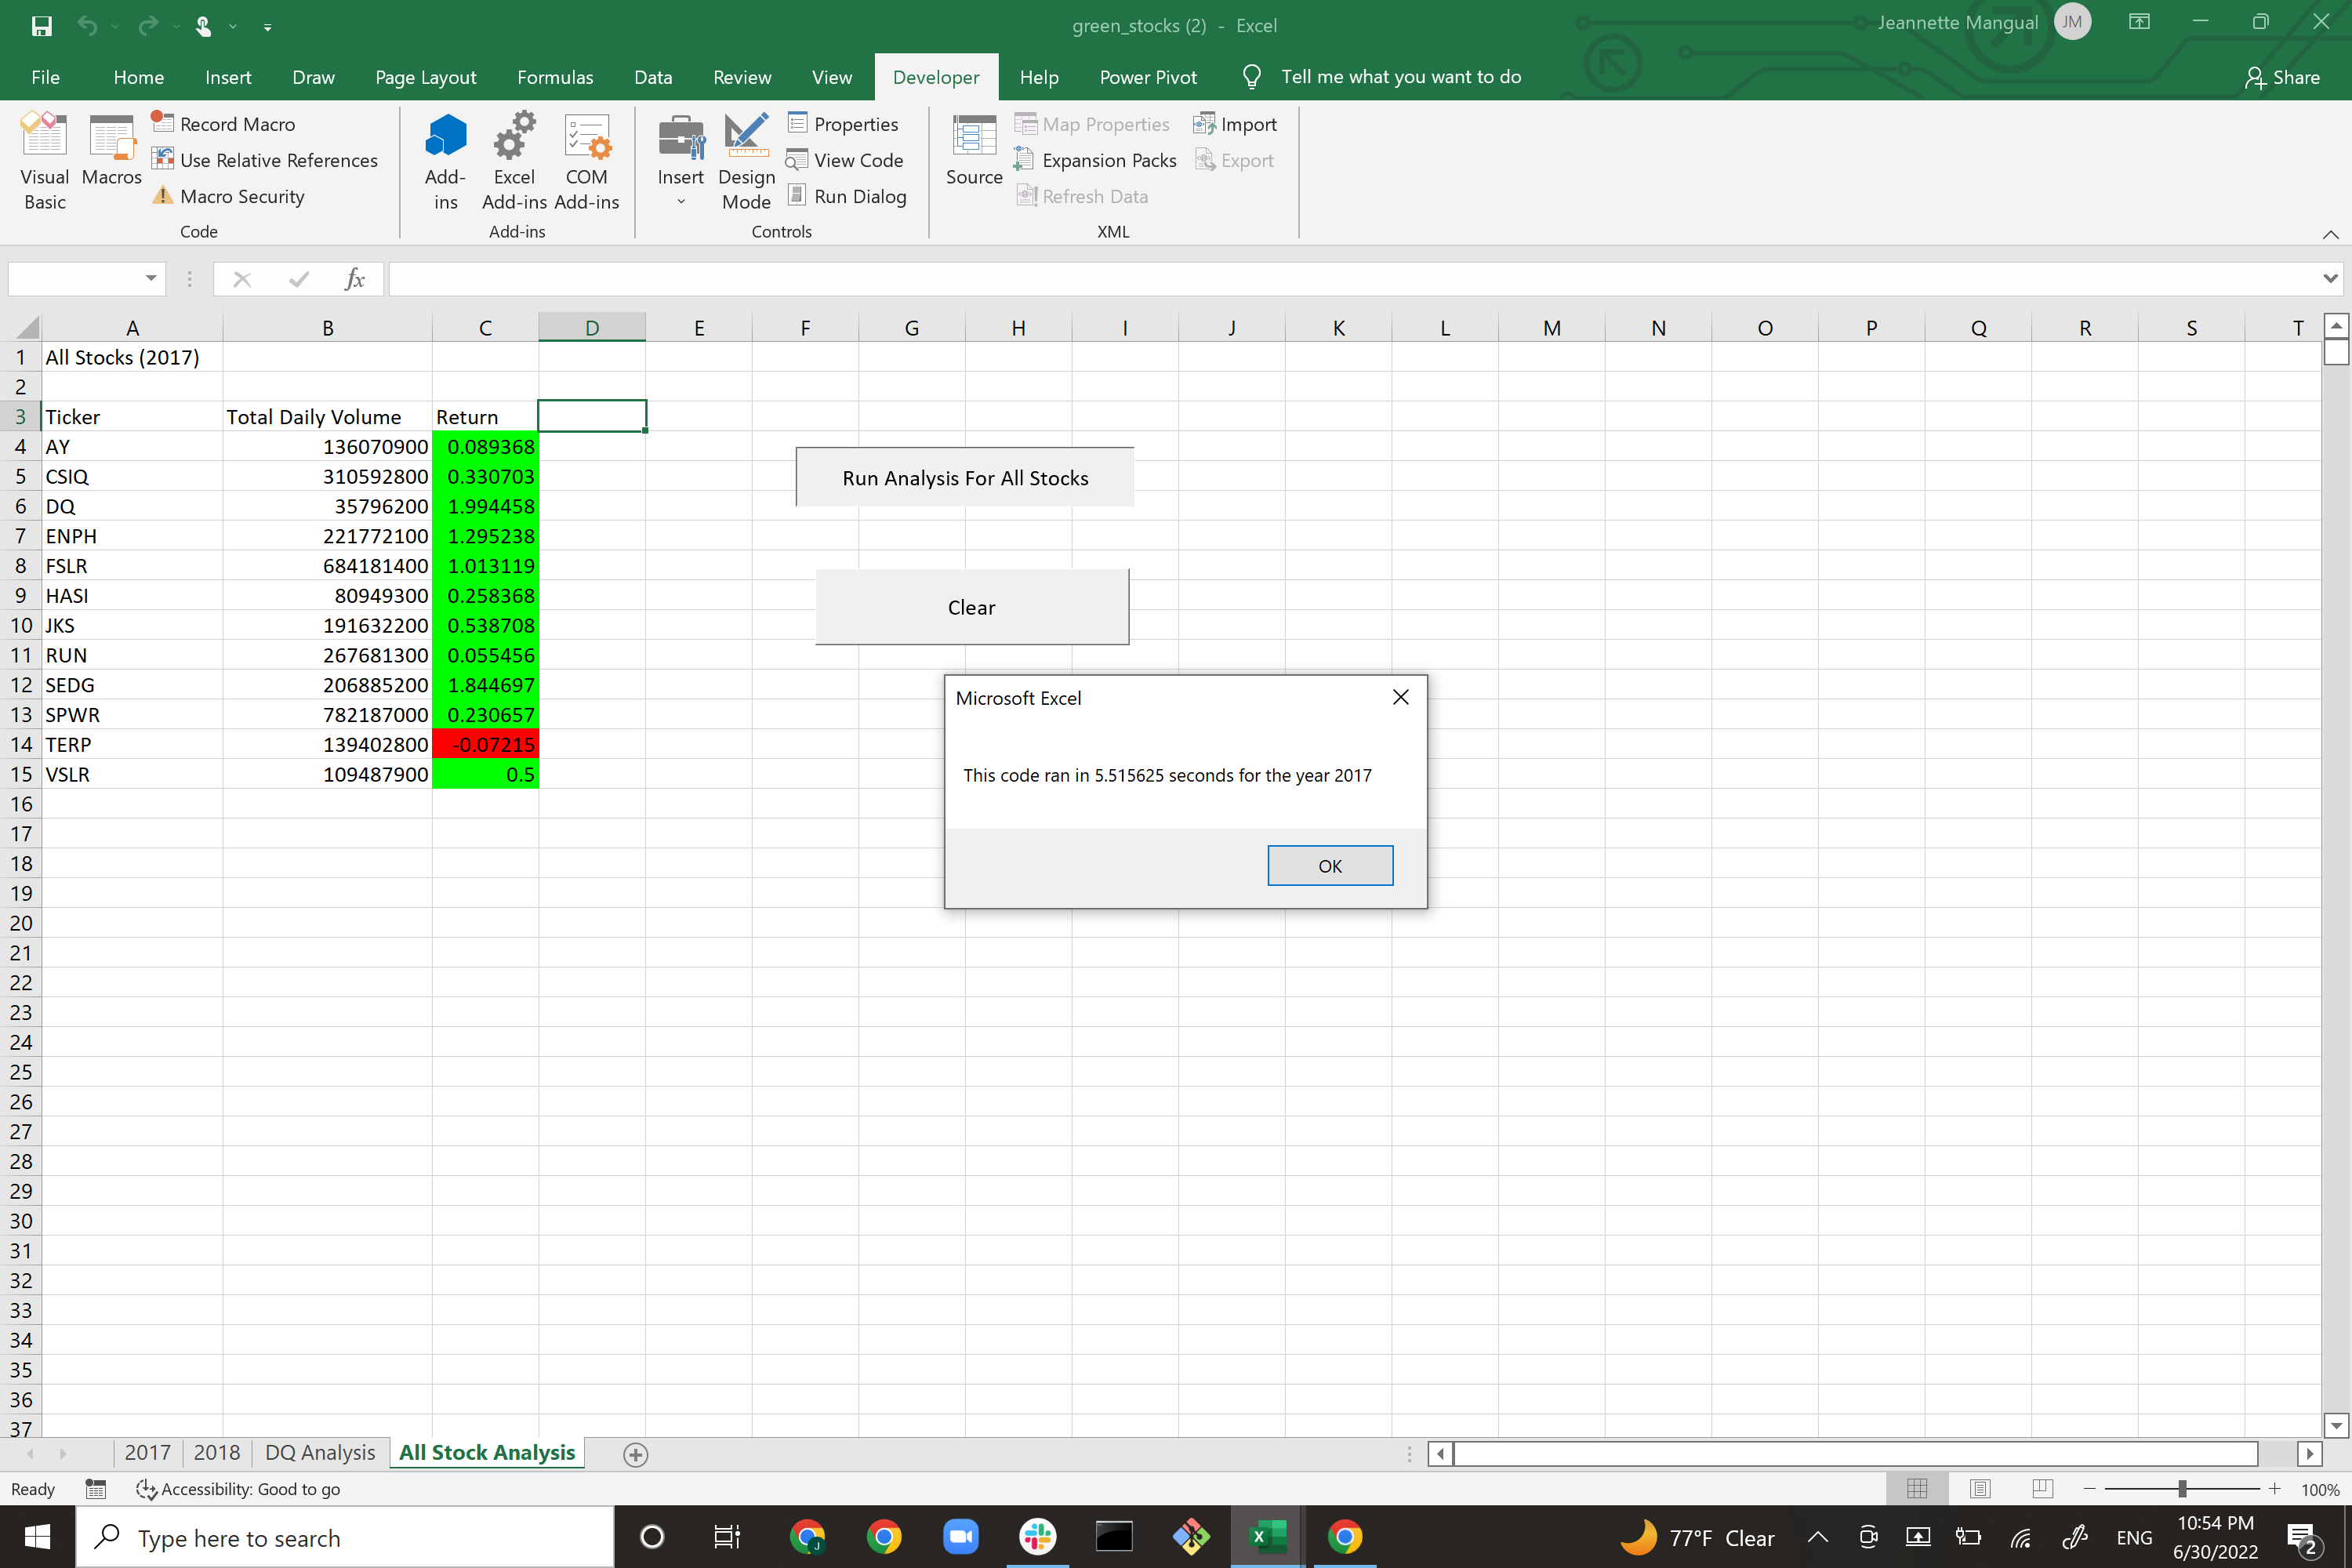 green_stocks (2) - Excel
Jeannette Mangual JM
File Home Insert Draw Page Layout Formulas Data Review View Developer Help Power Pivot Tell me what you want to do Share
Visual Basic
Macros
Record Macro
Use Relative References
Macro Security
Code
Add-ins
Excel Add-ins
COM Add-ins
Add-ins
Insert
Design Mode
Properties
View Code
Run Dialog
Controls
Source
Map Properties
Expansion Packs
Refresh Data
Import
Export
XML
fx
A B C D E F G H I J K L M N O P Q R S T
1 All Stocks (2017)
2
3 Ticker Total Daily Volume Return
4 AY 136070900 0.089368
5 CSIQ 310592800 0.330703
6 DQ 35796200 1.994458
7 ENPH 221772100 1.295238
8 FSLR 684181400 1.013119
9 HASI 80949300 0.258368
10 JKS 191632200 0.538708
11 RUN 267681300 0.055456
12 SEDG 206885200 1.844697
13 SPWR 782187000 0.230657
14 TERP 139402800 -0.07215
15 VSLR 109487900 0.5
Run Analysis For All Stocks
Clear
Microsoft Excel
This code ran in 5.515625 seconds for the year 2017
OK
16
17
18
19
20
21
22
23
24
25
26
27
28
29
30
31
32
33
34
35
36
37
2017 2018 DQ Analysis All Stock Analysis
Ready Accessibility: Good to go 100%
Type here to search
77°F Clear
ENG
10:54 PM
6/30/2022
2